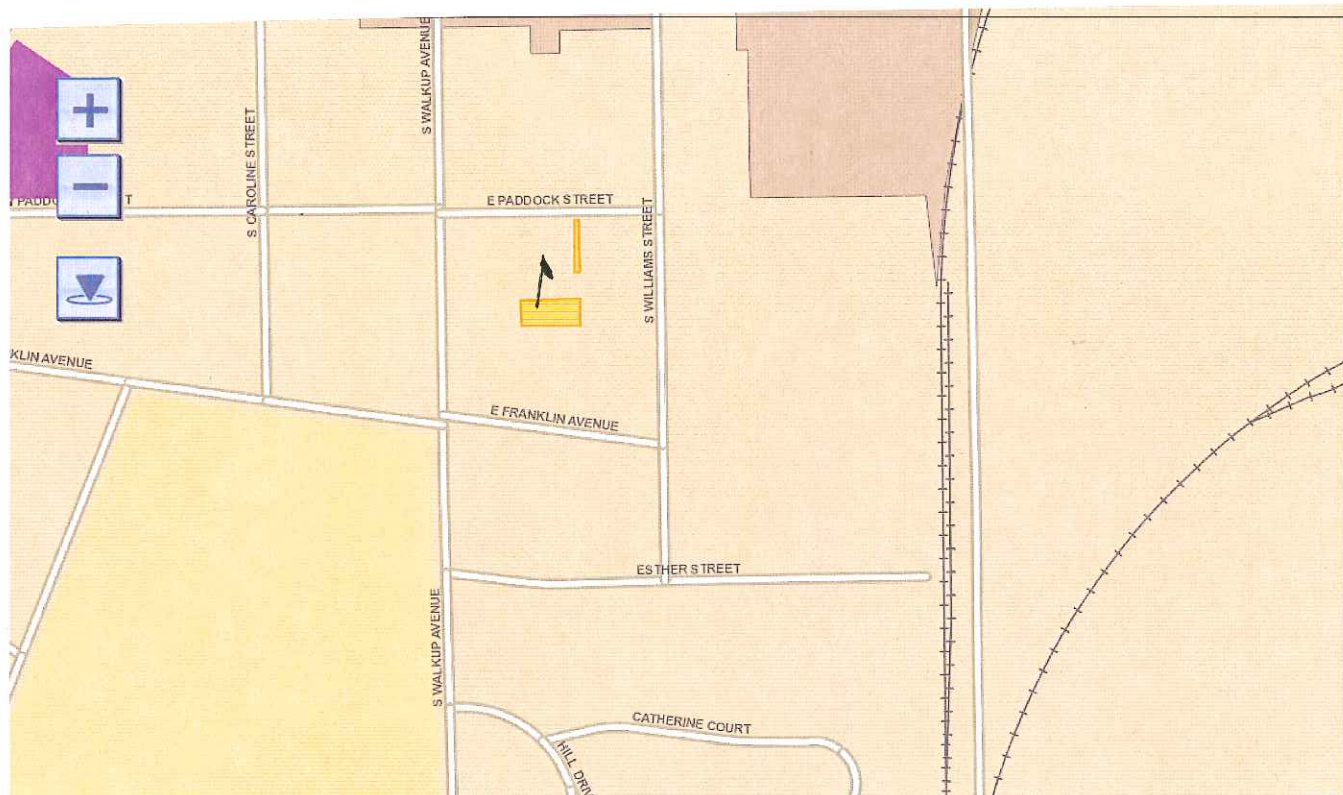 S WALKUP AVENUE
S CAROLINE STREET
E PADDOCK STREET
S WILLIAMS STREET
KLIN AVENUE
E FRANKLIN AVENUE
ESTHER STREET
S WALKUP AVENUE
CATHERINE COURT
HILL DRIV